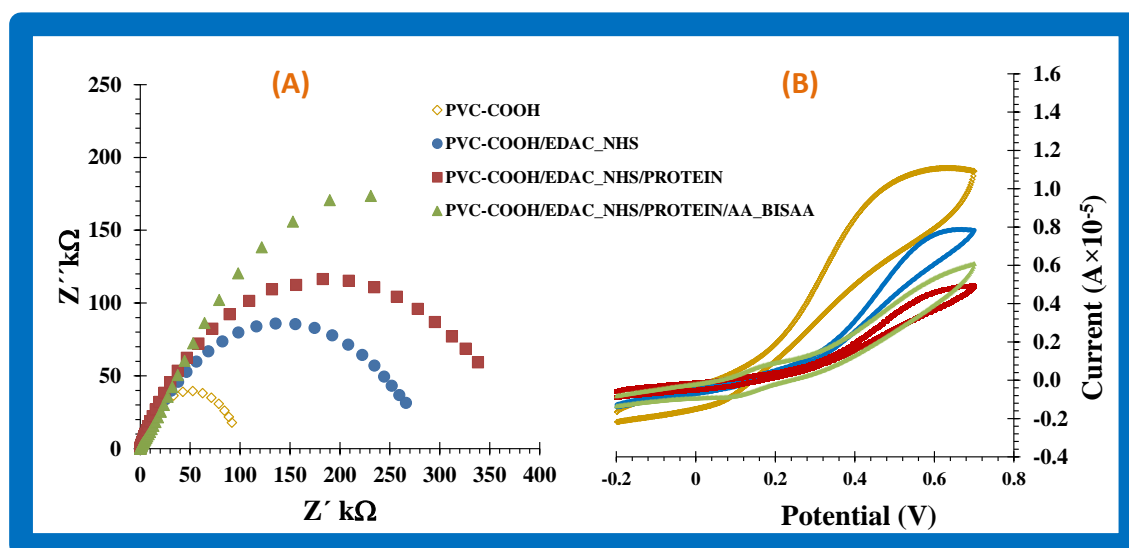 (A)
(B)
PVC-COOH
PVC-COOH/EDAC_NHS
PVC-COOH/EDAC_NHS/PROTEIN
PVC-COOH/EDAC_NHS/PROTEIN/AA_BISAA
Z´´kΩ
250
200
150
100
50
0
0 50 100 150 200 250 300 350 400
Z´ kΩ
1.6
1.4
1.2
1.0
0.8
0.6
0.4
0.2
0.0
-0.2
-0.4
Current (A ×10⁻⁵)
-0.2 0 0.2 0.4 0.6 0.8
Potential (V)